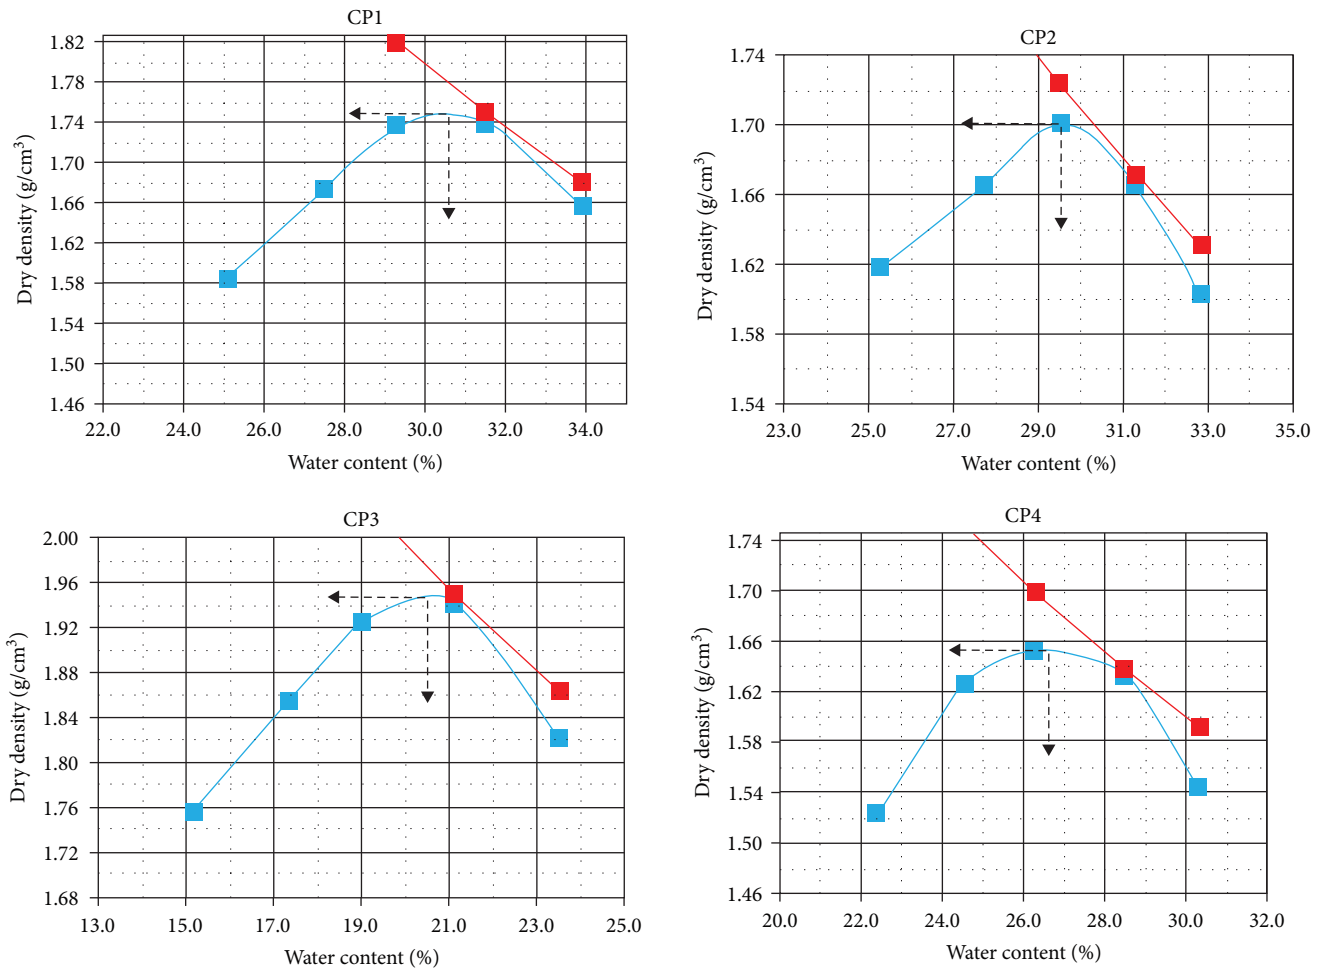 CP1
Dry density (g/cm³)
1.82
1.78
1.74
1.70
1.66
1.62
1.58
1.54
1.50
1.46
22.0 24.0 26.0 28.0 30.0 32.0 34.0
Water content (%)
CP2
Dry density (g/cm³)
1.74
1.70
1.66
1.62
1.58
1.54
23.0 25.0 27.0 29.0 31.0 33.0 35.0
Water content (%)
CP3
Dry density (g/cm³)
2.00
1.96
1.92
1.88
1.84
1.80
1.76
1.72
1.68
13.0 15.0 17.0 19.0 21.0 23.0 25.0
Water content (%)
CP4
Dry density (g/cm³)
1.74
1.70
1.66
1.62
1.58
1.54
1.50
1.46
20.0 22.0 24.0 26.0 28.0 30.0 32.0
Water content (%)